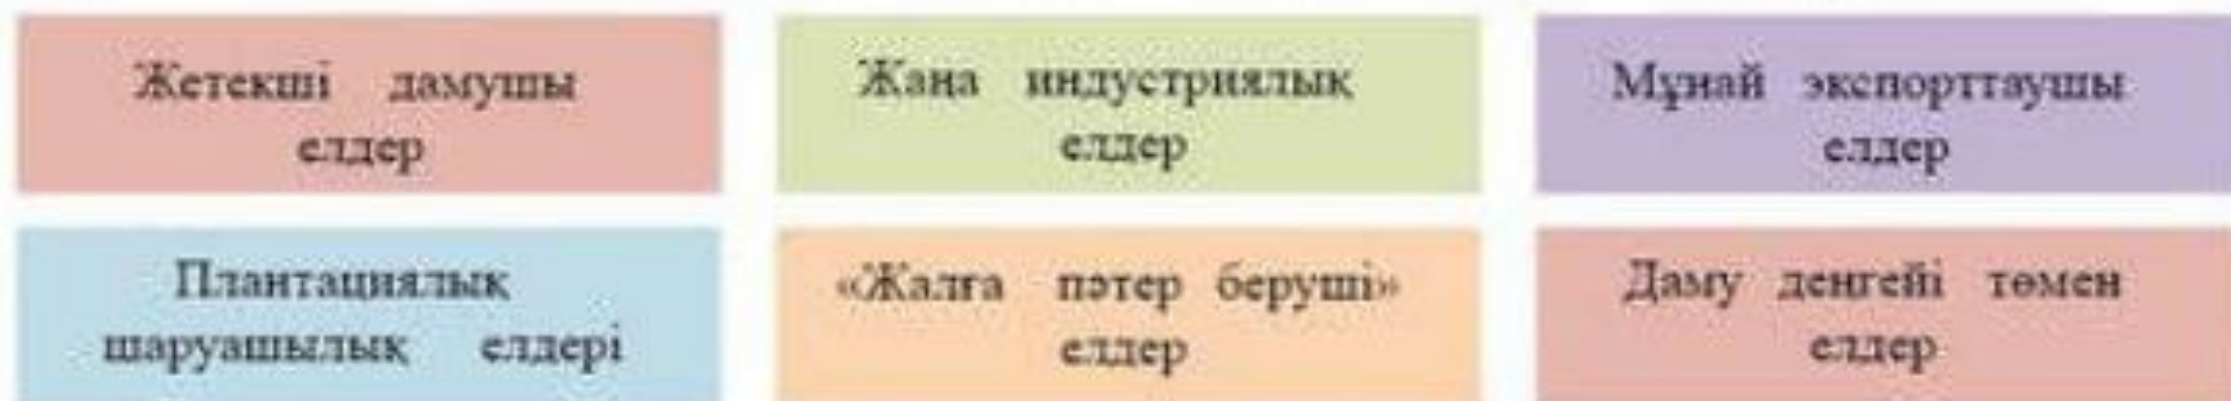 Жетекші дамушы
елдер
Жаңа индустриялық
елдер
Мұнай экспорттаушы
елдер
Плантациялық
шаруашылық елдері
«Жалға пәтер беруші»
елдер
Даму деңгейі төмен
елдер